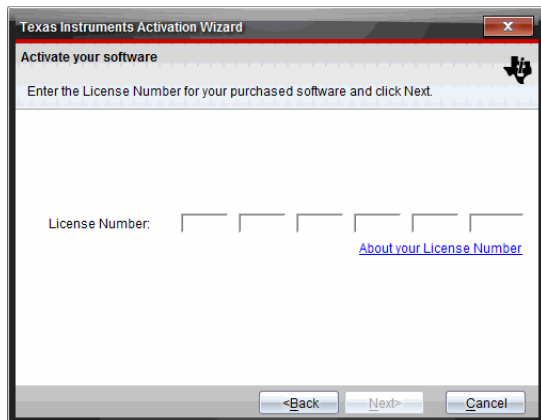 Texas Instruments Activation Wizard
Activate your software
Enter the License Number for your purchased software and click Next.
License Number:
About your License Number
<Back Next> Cancel